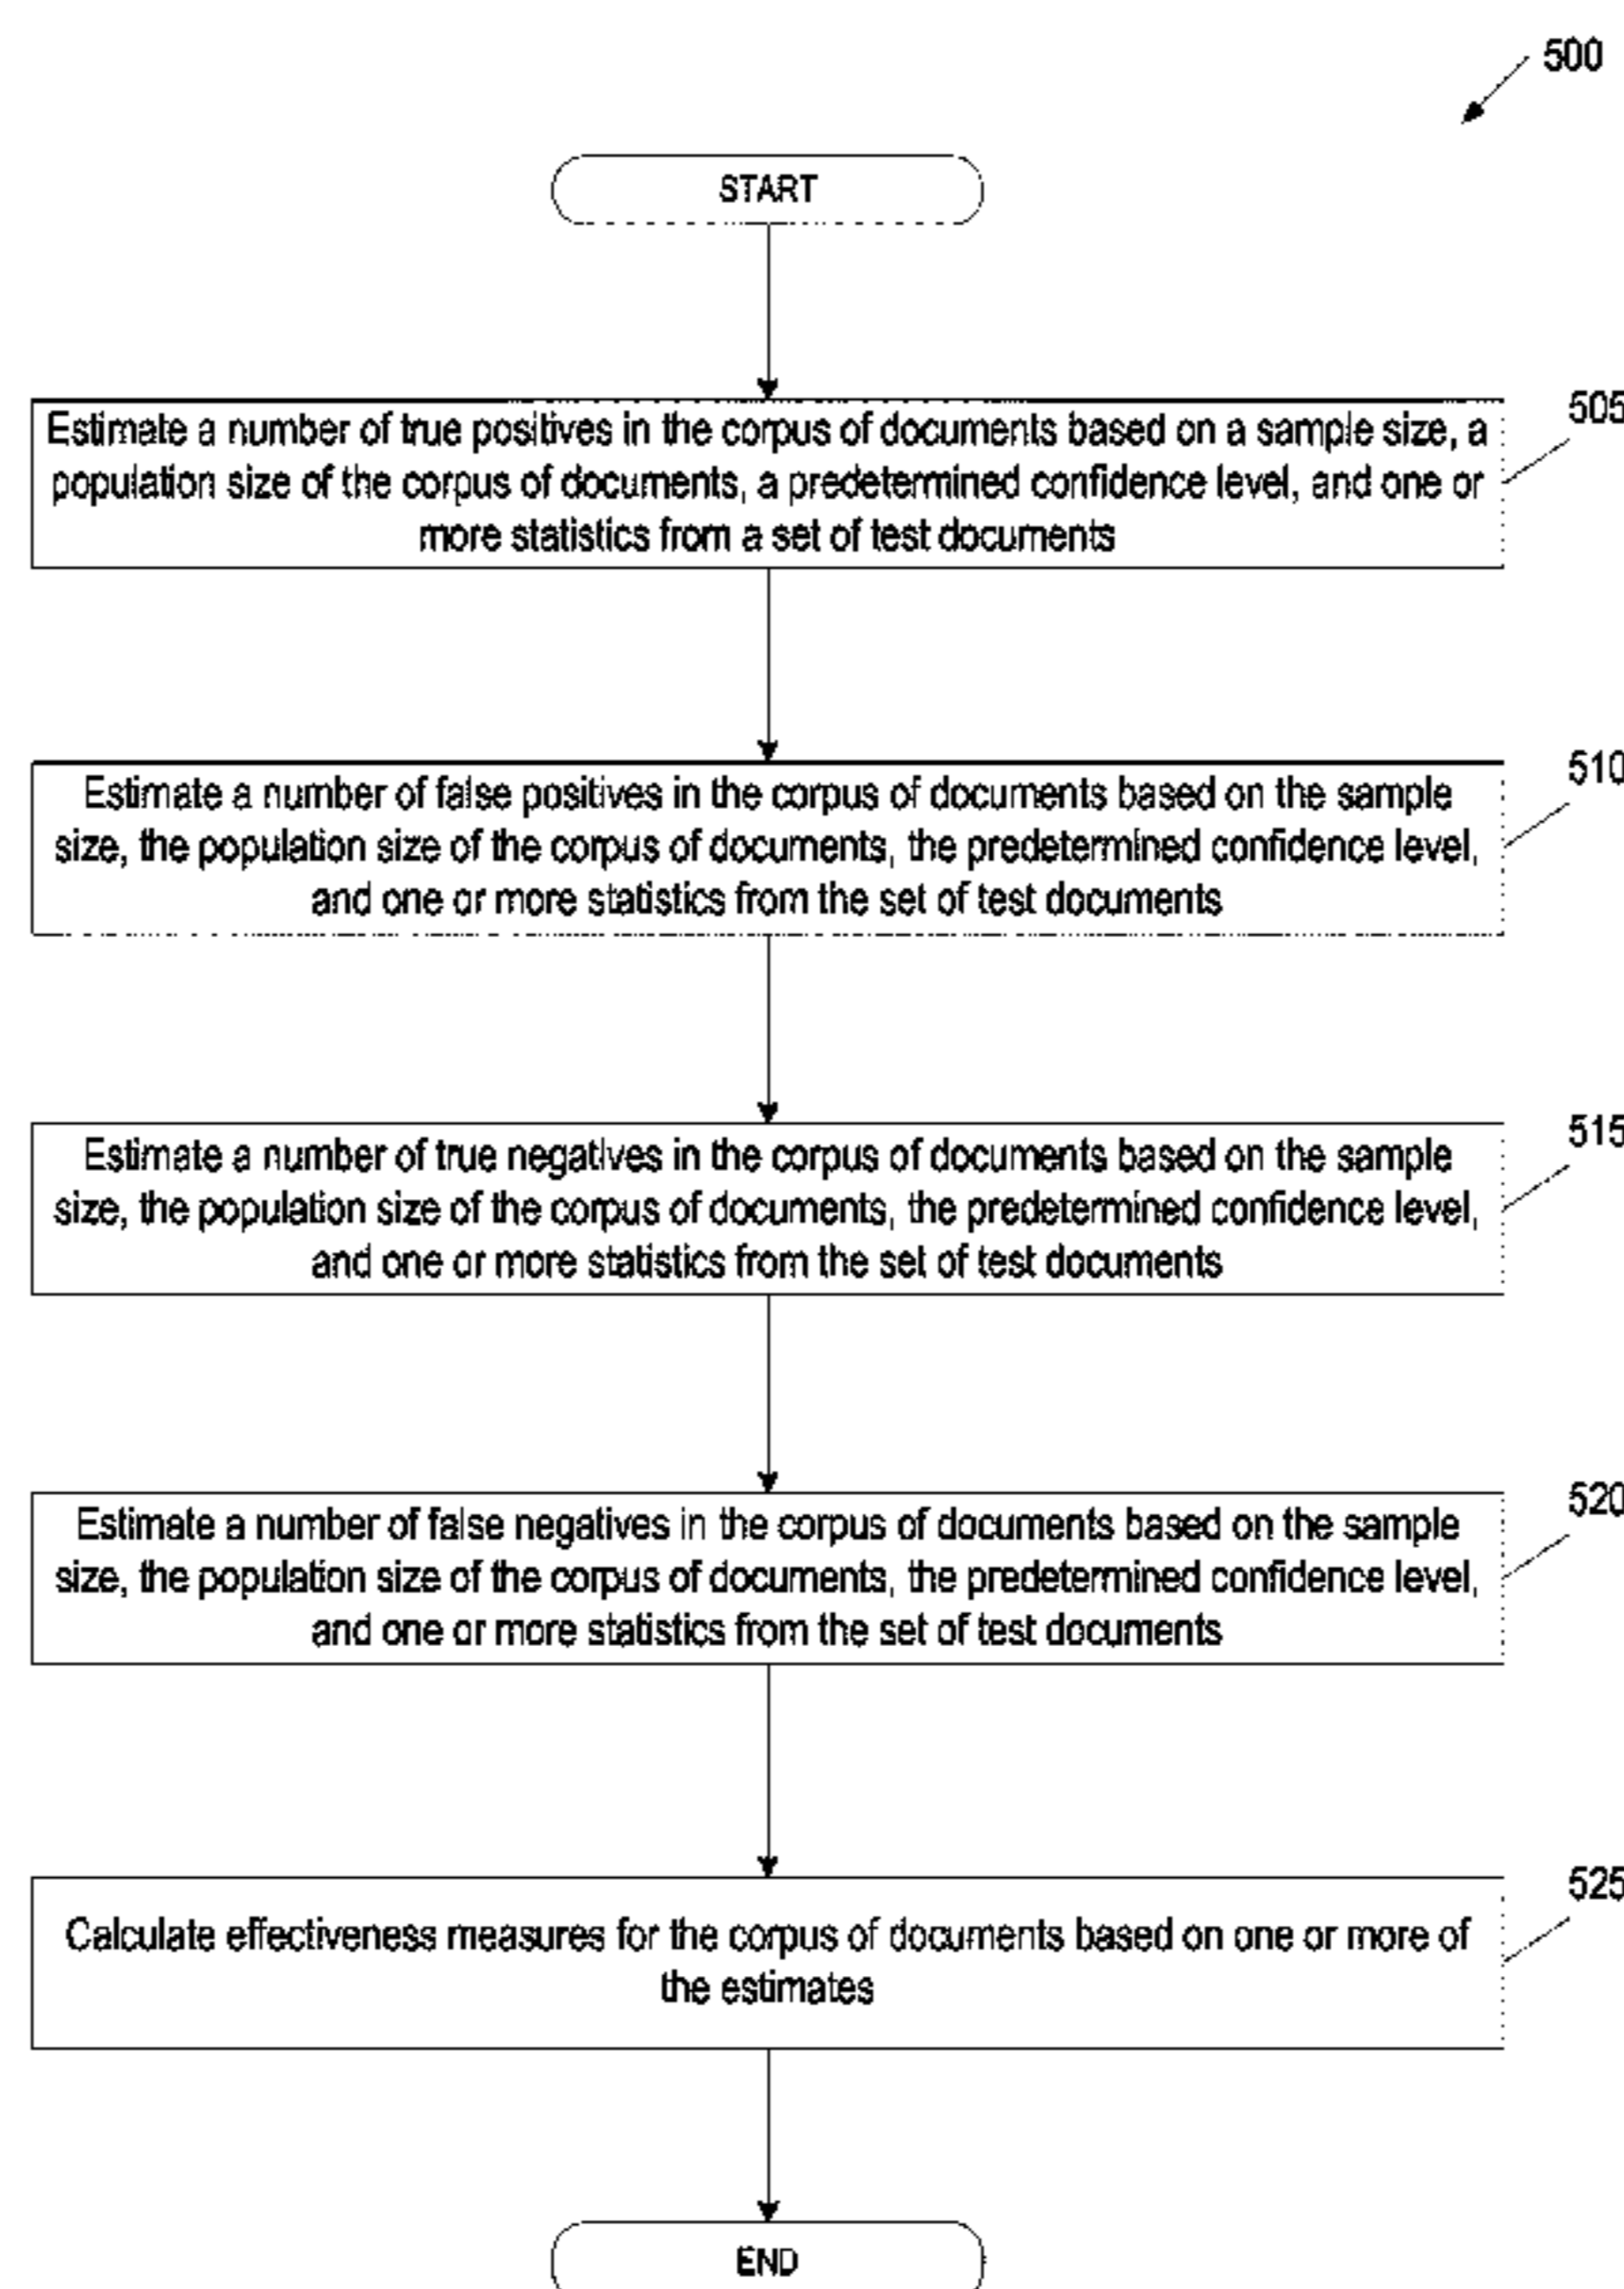 500
START
505
Estimate a number of true positives in the corpus of documents based on a sample size, a
population size of the corpus of documents, a predetermined confidence level, and one or
more statistics from a set of test documents
510
Estimate a number of false positives in the corpus of documents based on the sample
size, the population size of the corpus of documents, the predetermined confidence level,
and one or more statistics from the set of test documents
515
Estimate a number of true negatives in the corpus of documents based on the sample
size, the population size of the corpus of documents, the predetermined confidence level,
and one or more statistics from the set of test documents
520
Estimate a number of false negatives in the corpus of documents based on the sample
size, the population size of the corpus of documents, the predetermined confidence level,
and one or more statistics from the set of test documents
525
Calculate effectiveness measures for the corpus of documents based on one or more of
the estimates
END